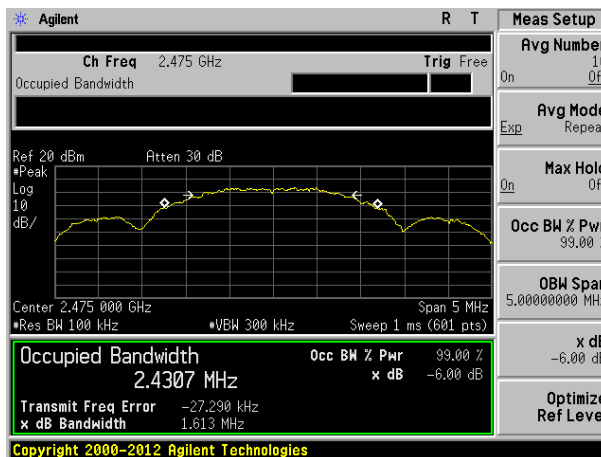 Agilent R T Meas Setup
Ch Freq 2.475 GHz Trig Free
Occupied Bandwidth
Avg Number
On
Avg Mode
Exp
Max Hold
On
Occ BW % Pwr
99.00
OBW Span
5.00000000
x dB
-6.00
Optimize
Ref Level
Ref 20 dBm Atten 30 dB
#Peak
Log
10
dB/
Center 2.475 000 GHz Span 5 MHz
#Res BW 100 kHz #VBW 300 kHz Sweep 1 ms (601 pts)
Occupied Bandwidth Occ BW % Pwr 99.00 %
2.4307 MHz x dB -6.00 dB
Transmit Freq Error -27.290 kHz
x dB Bandwidth 1.613 MHz
Copyright 2000-2012 Agilent Technologies